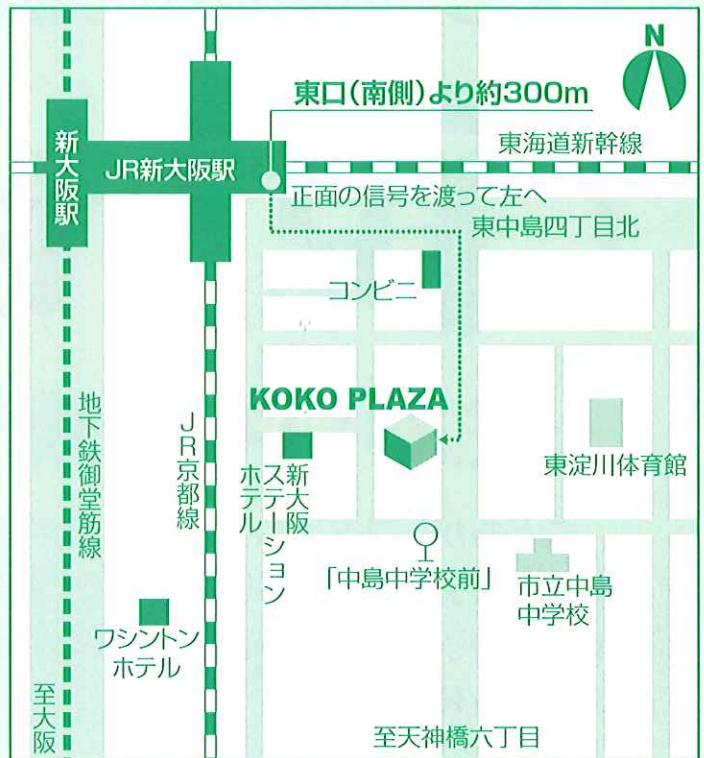 N
東口(南側)より約300m
東海道新幹線
新大阪駅
JR新大阪駅
正面の信号を渡って左へ
東中島四丁目北
コンビニ
KOKO PLAZA
地下鉄御堂筋線
JR京都線
新大阪
ステーション
ホテル
東淀川体育館
「中島中学校前」
市立中島
中学校
ワシントン
ホテル
至大阪
至天神橋六丁目